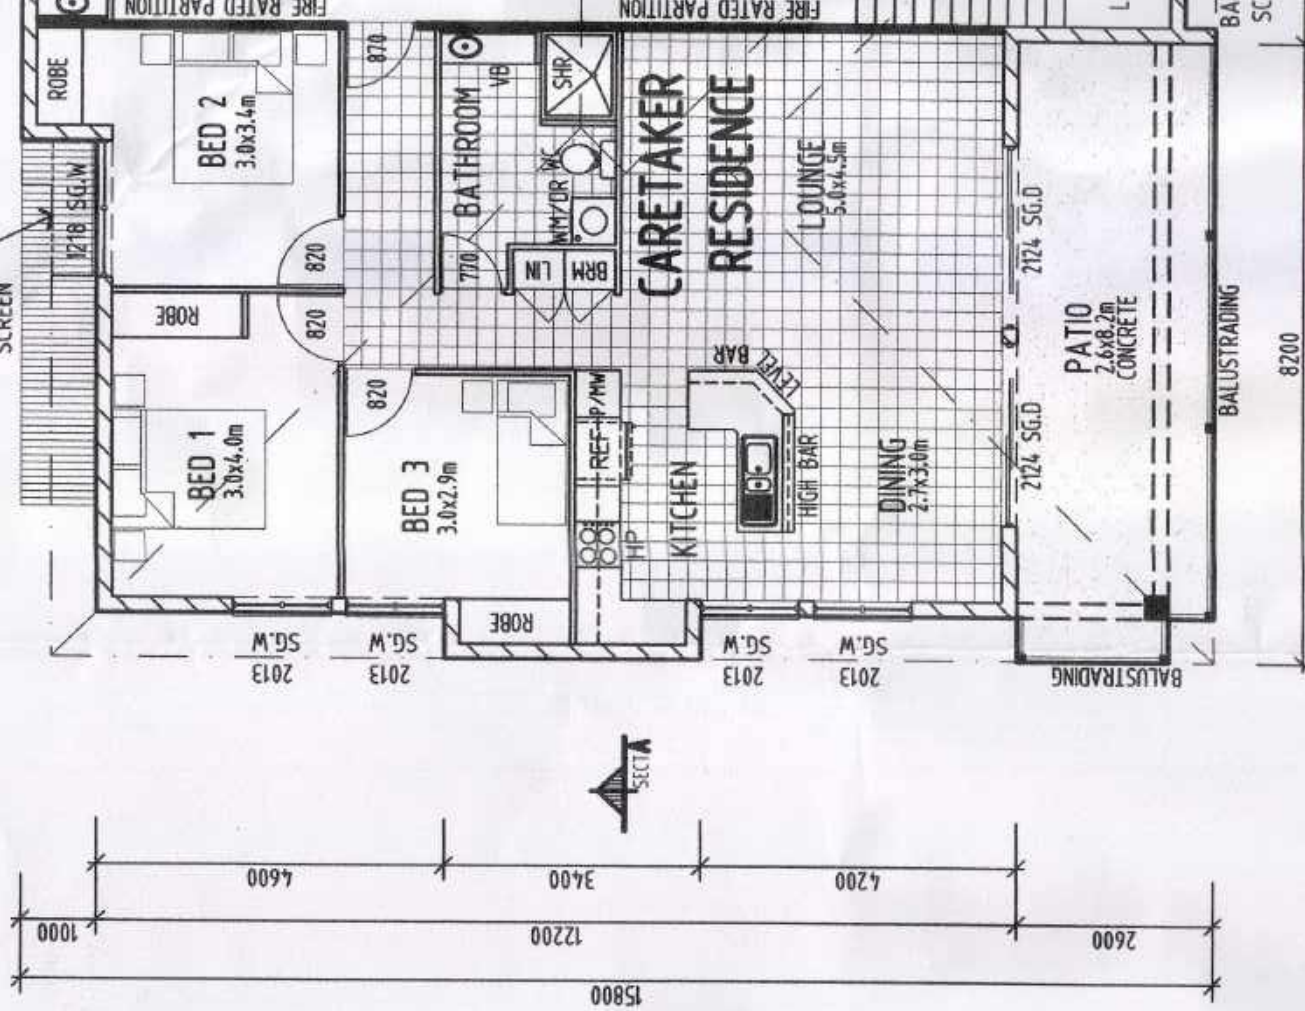 FIRE RATED PARTITION
FIRE RATED PARTITION
BA
SC
L
ROBE
BED 2
3.0x3.4m
870
VB
SHR
BATHROOM
WM/DR
WC
770
LIN
BRM
CARETAKER
RESIDENCE
LOUNGE
5.0x4.5m
1218 SG.W
SCREEN
820
820
820
ROBE
BED 1
3.0x4.0m
BED 3
3.0x2.9m
ROBE
REF
P/MW
HP
KITCHEN
BAR
LEVEL
HIGH BAR
DINING
2.7x3.0m
2124 SG.D
2124 SG.D
PATIO
2.6x8.2m
CONCRETE
BALUSTRADING
8200
BALUSTRADING
SG.W
2013
SG.W
2013
SG.W
2013
SG.W
2013
SECT A
4600
3400
4200
1000
12200
2600
15800